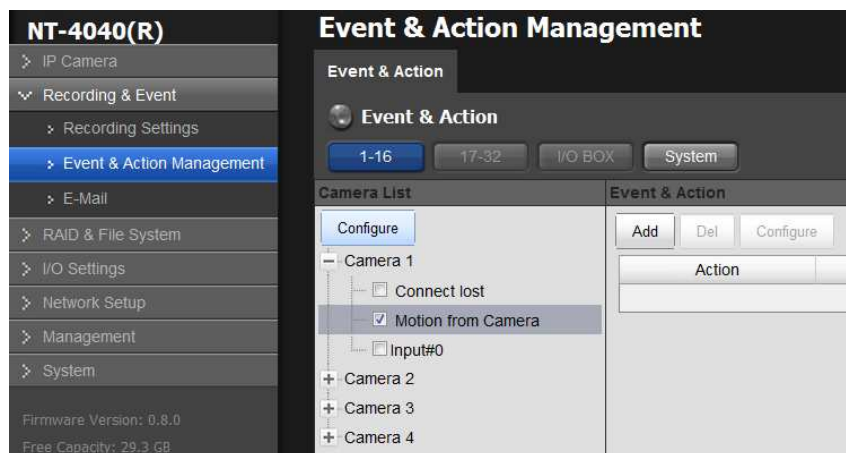 NT-4040(R)
IP Camera
Recording & Event
Recording Settings
Event & Action Management
E-Mail
RAID & File System
I/O Settings
Network Setup
Management
System
Firmware Version: 0.8.0
Free Capacity: 29.3 GB
Event & Action Management
Event & Action
Event & Action
1-16 17-32 I/O BOX System
Camera List
Configure
Camera 1
Connect lost
Motion from Camera
Input#0
Camera 2
Camera 3
Camera 4
Event & Action
Add Del Configure
Action